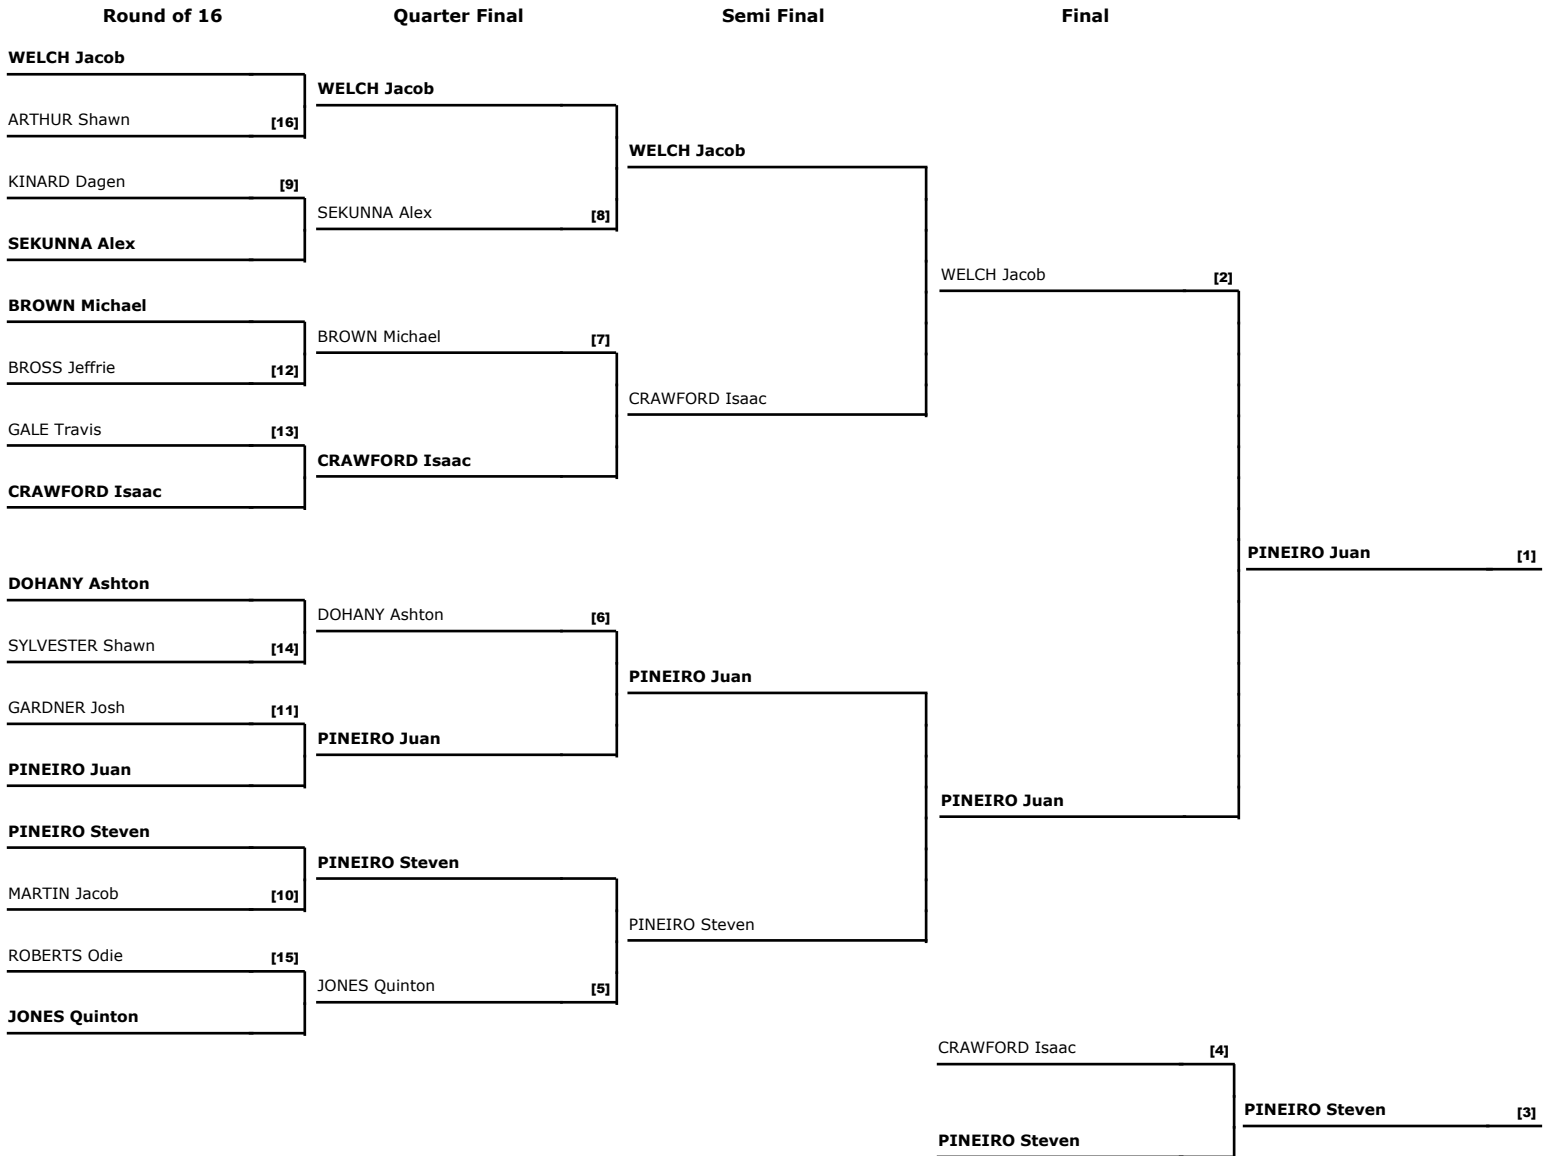 Round of 16 Quarter Final Semi Final Final
WELCH Jacob
ARTHUR Shawn [16]
KINARD Dagen [9]
SEKUNNA Alex
BROWN Michael
BROSS Jeffrie [12]
GALE Travis [13]
CRAWFORD Isaac
DOHANY Ashton
SYLVESTER Shawn [14]
GARDNER Josh [11]
PINEIRO Juan
PINEIRO Steven
MARTIN Jacob [10]
ROBERTS Odie [15]
JONES Quinton
WELCH Jacob
SEKUNNA Alex [8]
BROWN Michael [7]
CRAWFORD Isaac
DOHANY Ashton [6]
PINEIRO Juan
PINEIRO Steven
JONES Quinton [5]
WELCH Jacob
CRAWFORD Isaac
PINEIRO Juan
PINEIRO Steven
WELCH Jacob [2]
PINEIRO Juan
PINEIRO Juan [1]
CRAWFORD Isaac [4]
PINEIRO Steven
PINEIRO Steven [3]